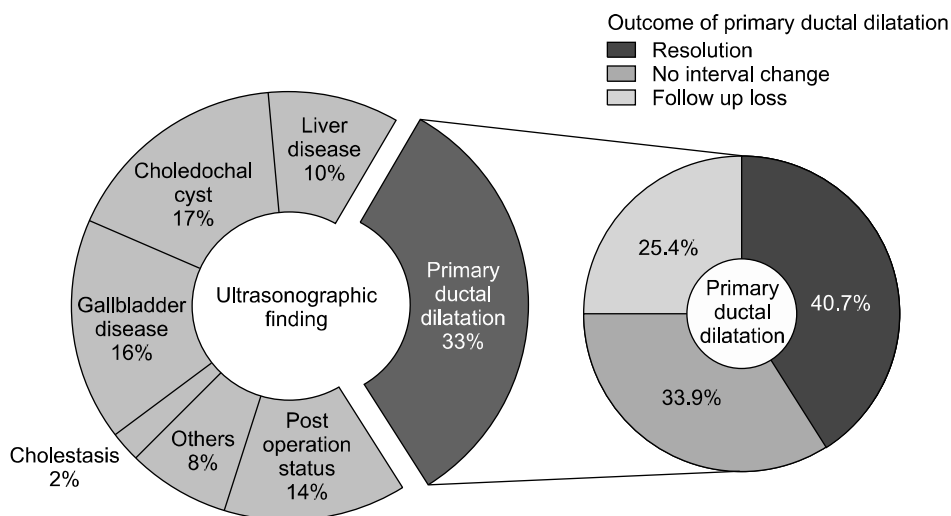 Outcome of primary ductal dilatation
Resolution
No interval change
Follow up loss
Liver
disease
10%
Choledochal
cyst
17%
Gallbladder
disease
16%
Cholestasis
2%
Others
8%
Post
operation
status
14%
Primary
ductal
dilatation
33%
Ultrasonographic
finding
25.4%
40.7%
33.9%
Primary
ductal
dilatation